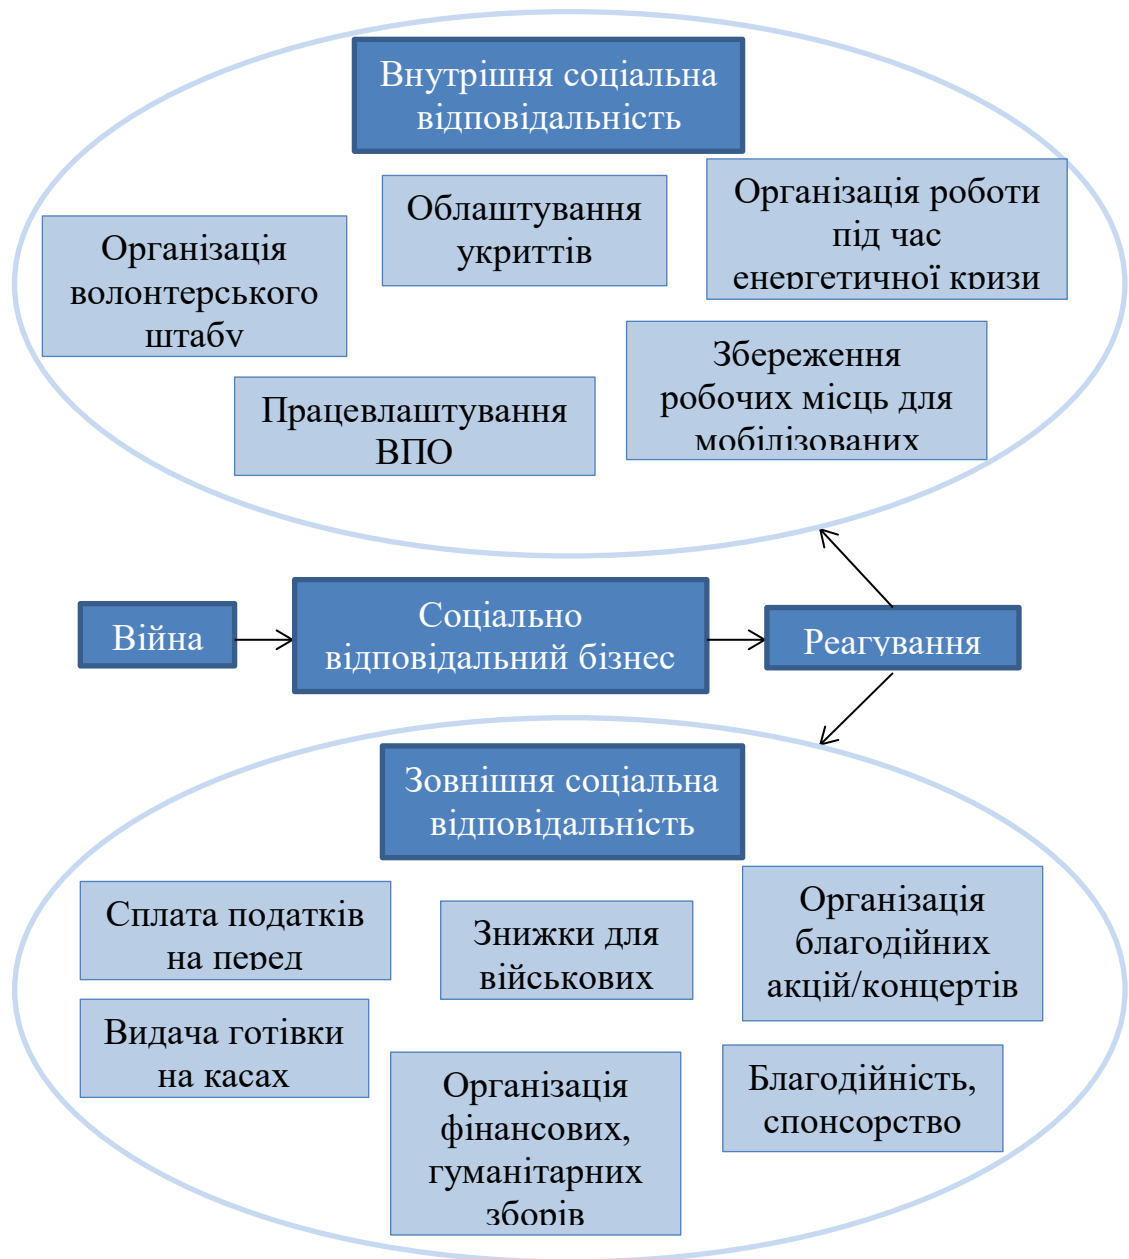 Внутрішня соціальна
відповідальність
Облаштування
укриттів
Організація роботи
під час
енергетичної кризи
Організація
волонтерського
штабу
Збереження
робочих місць для
мобілізованих
Працевлаштування
ВПО
Війна
Соціально
відповідальний бізнес
Реагування
Зовнішня соціальна
відповідальність
Сплата податків
на перед
Знижки для
військових
Організація
благодійних
акцій/концертів
Видача готівки
на касах
Організація
фінансових,
гуманітарних
зборів
Благодійність,
спонсорство